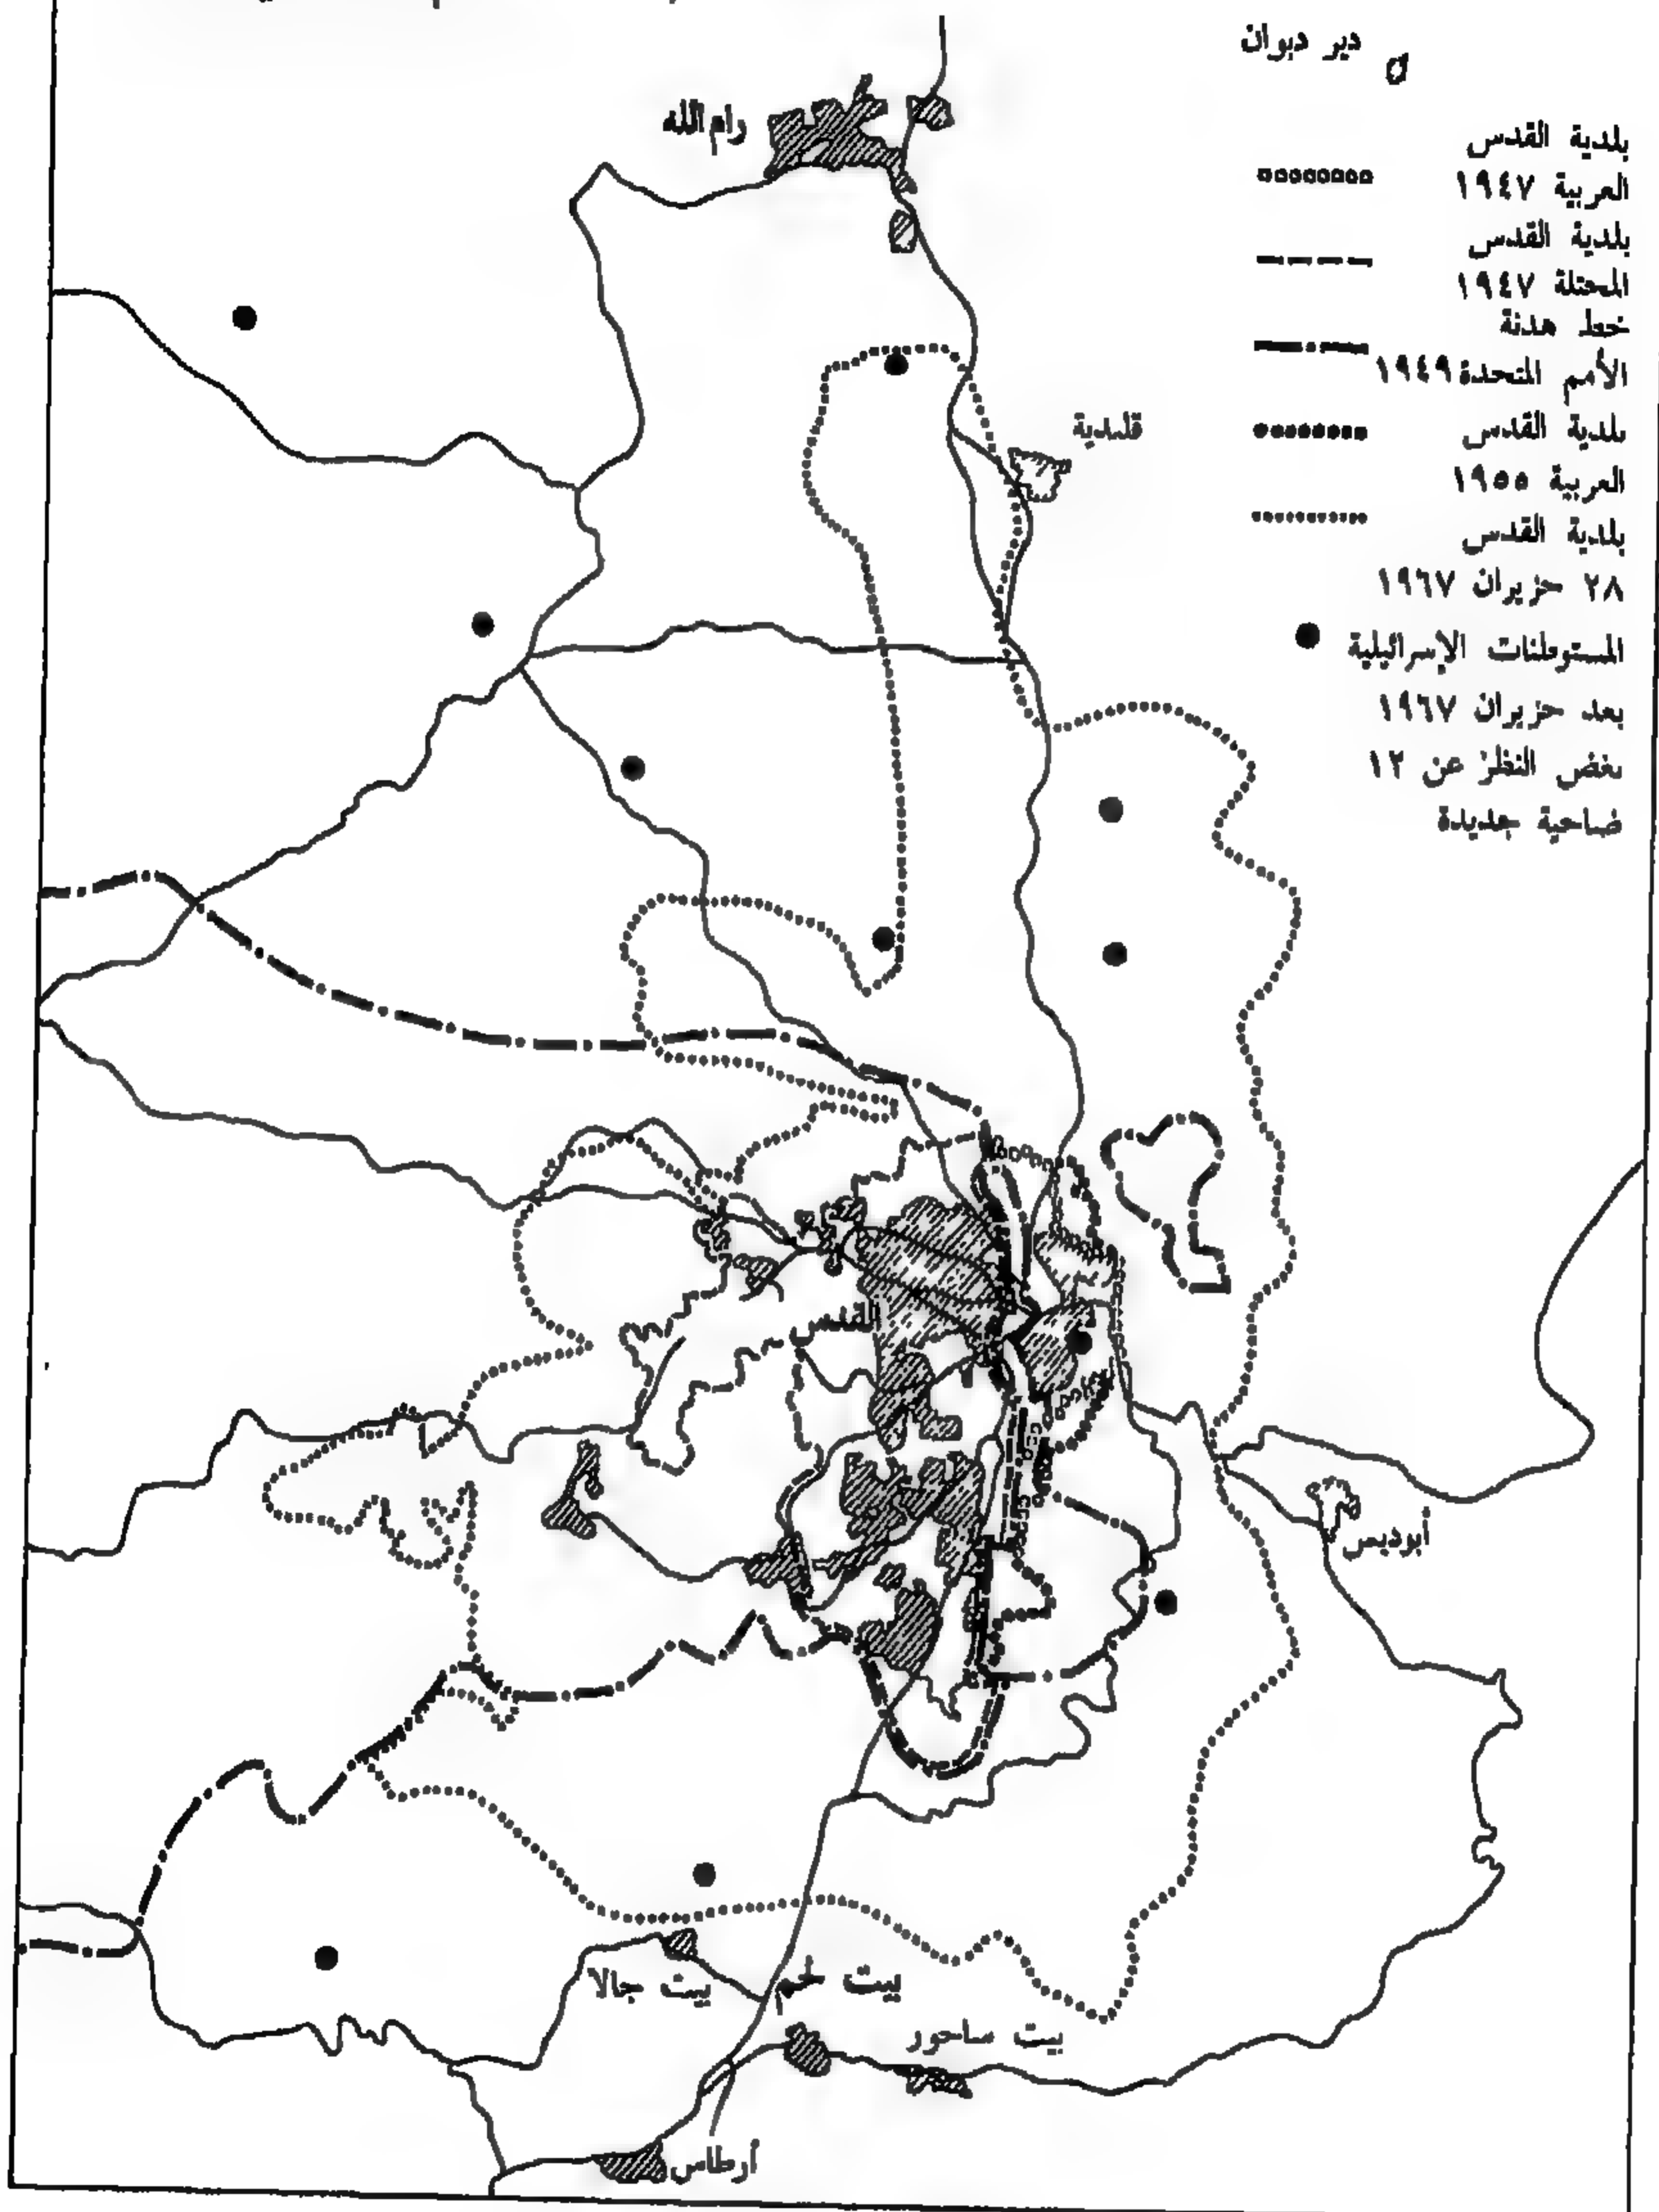 دير دبوان
رام الله
بلدية القدس
العربية ١٩٤٧
بلدية القدس
المحتلة ١٩٤٧
خط هدنة
الأمم المتحدة ١٩٤٩
بلدية القدس
العربية ١٩٥٥
بلدية القدس
٢٨ حزيران ١٩٦٧
المستوطنات الإسرائيلية
بعد حزيران ١٩٦٧
بغض النظر عن ١٢
ضاحية جديدة
قلندية
القدس
أبوديس
بيت جالا
بيت لحم
بيت ساحور
أرطاس